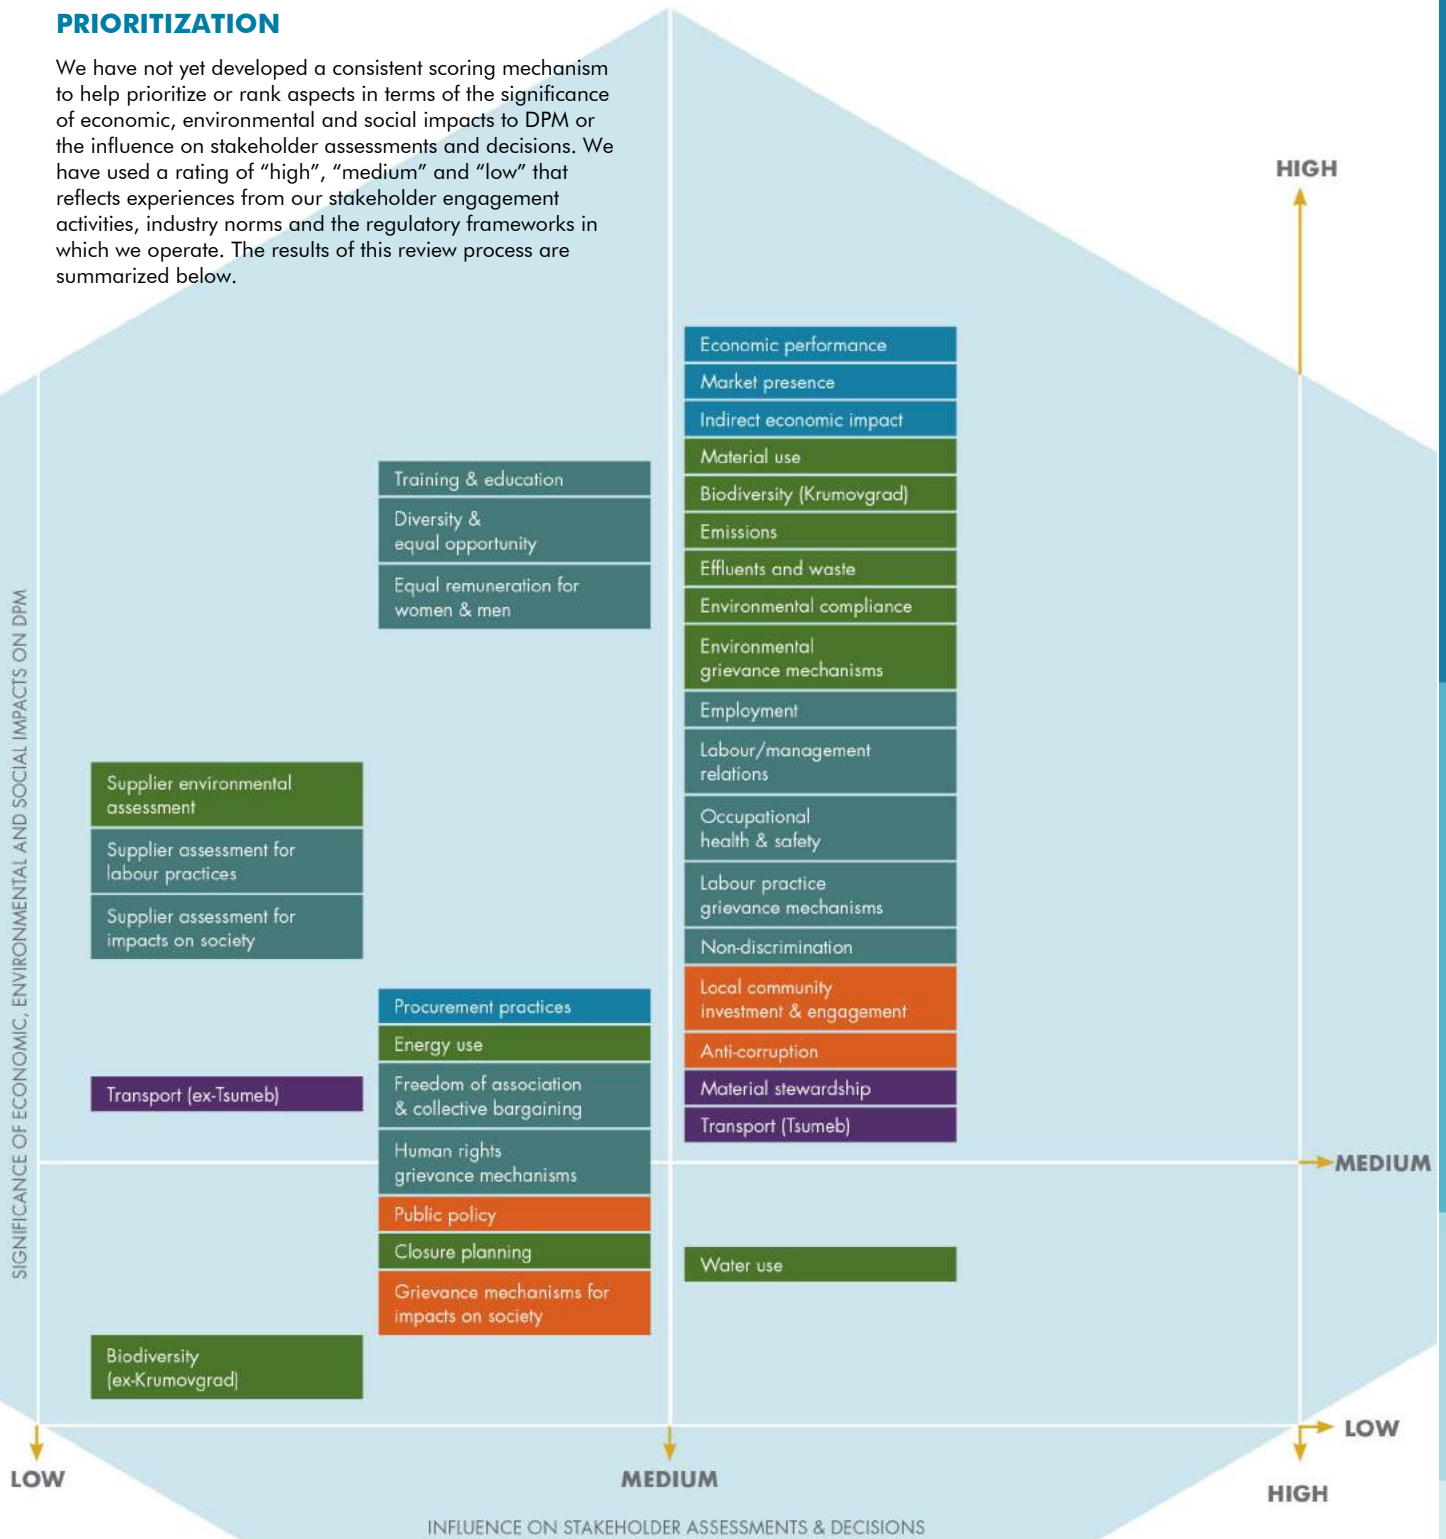 PRIORITIZATION
We have not yet developed a consistent scoring mechanism
to help prioritize or rank aspects in terms of the significance
of economic, environmental and social impacts to DPM or
the influence on stakeholder assessments and decisions. We
have used a rating of “high”, “medium” and “low” that
reflects experiences from our stakeholder engagement
activities, industry norms and the regulatory frameworks in
which we operate. The results of this review process are
summarized below.
HIGH
Economic performance
Market presence
Indirect economic impact
Material use
Biodiversity (Krumovgrad)
Emissions
Effluents and waste
Environmental compliance
Environmental
grievance mechanisms
Employment
Labour/management
relations
Occupational
health & safety
Labour practice
grievance mechanisms
Non-discrimination
Local community
investment & engagement
Anti-corruption
Material stewardship
Transport (Tsumeb)
Training & education
Diversity &
equal opportunity
Equal remuneration for
women & men
Supplier environmental
assessment
Supplier assessment for
labour practices
Supplier assessment for
impacts on society
Procurement practices
Energy use
Freedom of association
& collective bargaining
Human rights
grievance mechanisms
Public policy
Closure planning
Grievance mechanisms for
impacts on society
Transport (ex-Tsumeb)
Water use
Biodiversity
(ex-Krumovgrad)
SIGNIFICANCE OF ECONOMIC, ENVIRONMENTAL AND SOCIAL IMPACTS ON DPM
MEDIUM
LOW
LOW
MEDIUM
HIGH
INFLUENCE ON STAKEHOLDER ASSESSMENTS & DECISIONS